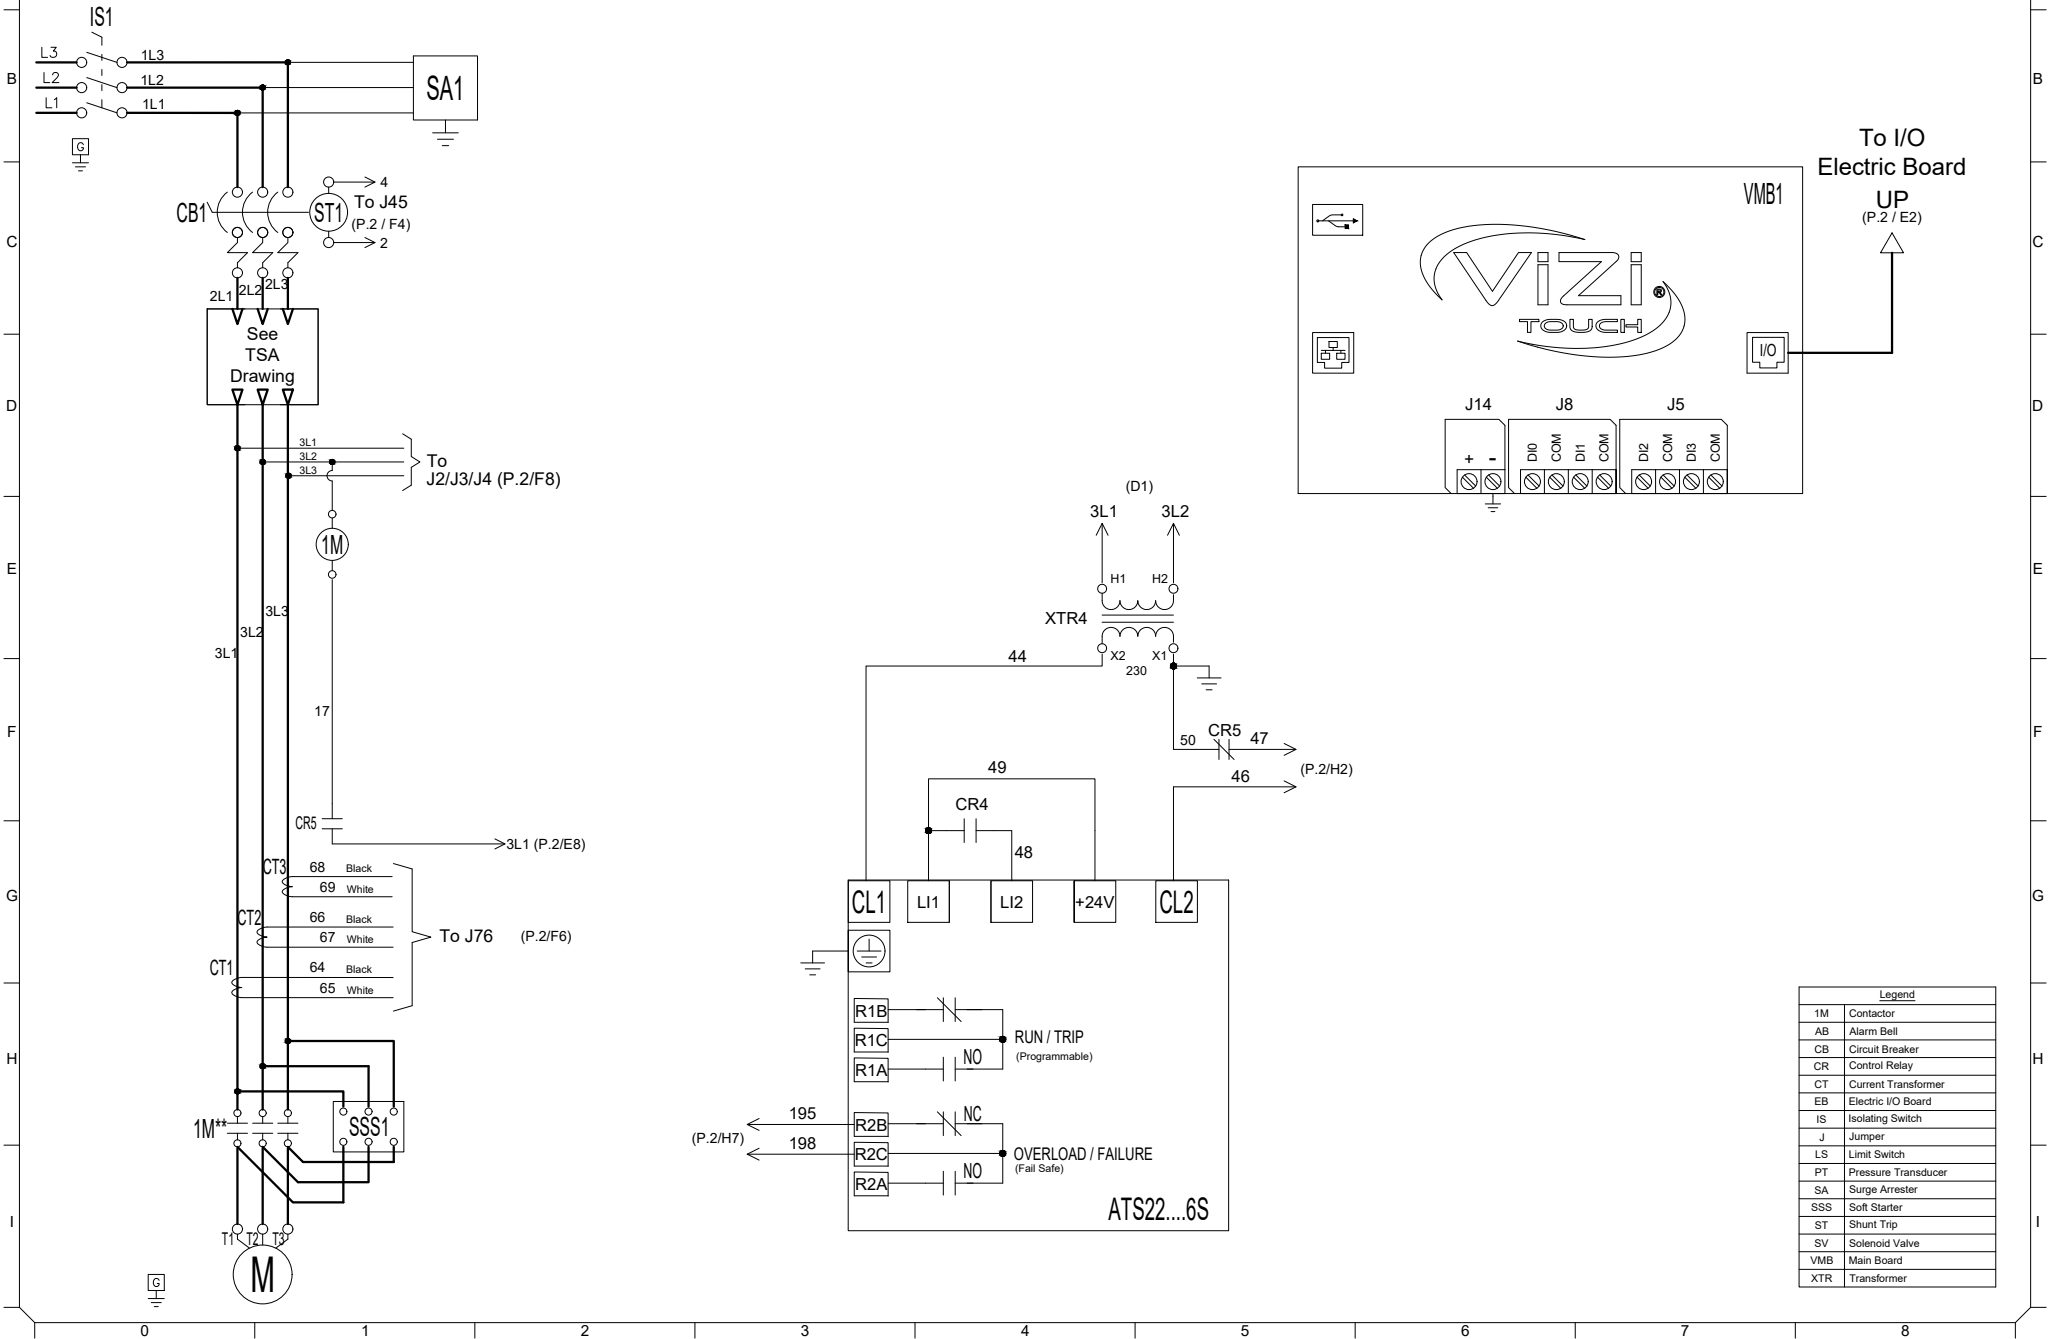 IS1
L3 1L3
L2 1L2
L1 1L1
SA1
G
B
B
CB1
ST1
4
To J45
(P.2 / F4)
2
C
C
2L1 2L2 2L3
See
TSA
Drawing
D
D
3L1
3L2
3L3
To
J2/J3/J4 (P.2/F8)
1M
E
E
3L1
3L2
3L3
17
F
F
CR5
3L1 (P.2/E8)
CT3 68 Black
69 White
CT2 66 Black
67 White
CT1 64 Black
65 White
To J76 (P.2/F6)
G
G
1M**
SSS1
H
H
T1 T2 T3
M
G
I
I
(D1)
3L1 3L2
H1 H2
XTR4
X2 X1
230
44
50 CR5 47
(P.2/H2)
46
49
CR4
48
CL1 LI1 LI2 +24V CL2
R1B
R1C RUN / TRIP
(Programmable)
R1A NO
195 R2B NC
(P.2/H7)
198 R2C OVERLOAD / FAILURE
(Fail Safe)
R2A NO
ATS22....6S
To I/O
Electric Board
UP
(P.2 / E2)
VMB1
ViZi
®
TOUCH
I/O
J14 J8 J5
+ - DI0 COM DI1 COM DI2 COM DI3 COM
Legend
1M Contactor
AB Alarm Bell
CB Circuit Breaker
CR Control Relay
CT Current Transformer
EB Electric I/O Board
IS Isolating Switch
J Jumper
LS Limit Switch
PT Pressure Transducer
SA Surge Arrester
SSS Soft Starter
ST Shunt Trip
SV Solenoid Valve
VMB Main Board
XTR Transformer
0 1 2 3 4 5 6 7 8